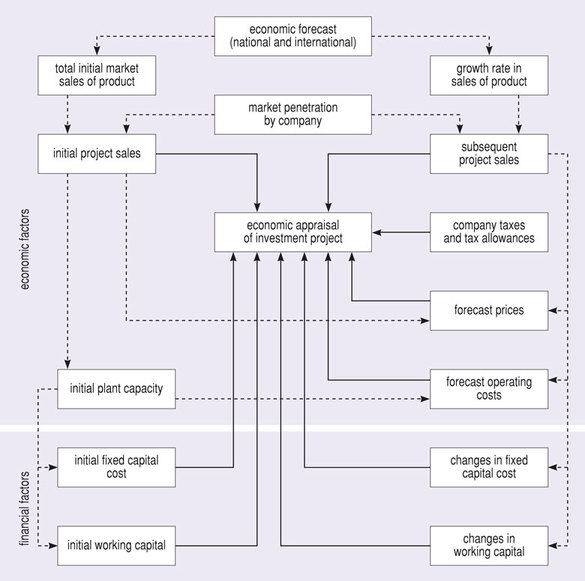 economic forecast
(national and international)
total initial market
sales of product
growth rate in
sales of product
market penetration
by company
initial project sales
subsequent
project sales
economic appraisal
of investment project
company taxes
and tax allowances
economic factors
forecast prices
initial plant capacity
forecast operating
costs
financial factors
initial fixed capital
cost
changes in fixed
capital cost
initial working capital
changes in
working capital